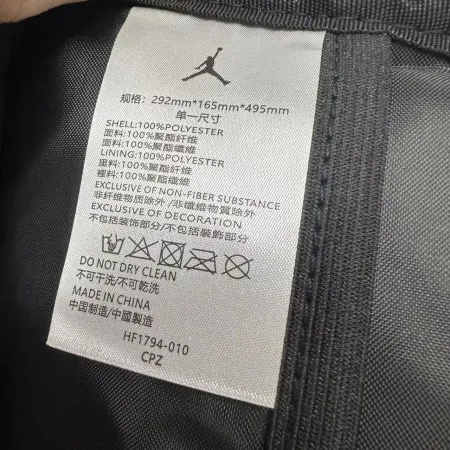 规格：292mm*165mm*495mm
单一尺寸
SHELL:100%POLYESTER
面料:100%聚酯纤维
面料:100%聚酯纖維
LINING:100%POLYESTER
里料:100%聚酯纤维
裡料:100%聚酯纖維
EXCLUSIVE OF NON-FIBER SUBSTANCE
非纤维物质除外/非纖維物質除外
EXCLUSIVE OF DECORATION
不包括装饰部分/不包括裝飾部分
DO NOT DRY CLEAN
不可干洗/不可乾洗
MADE IN CHINA
中国制造/中國製造
HF1794-010
CPZ